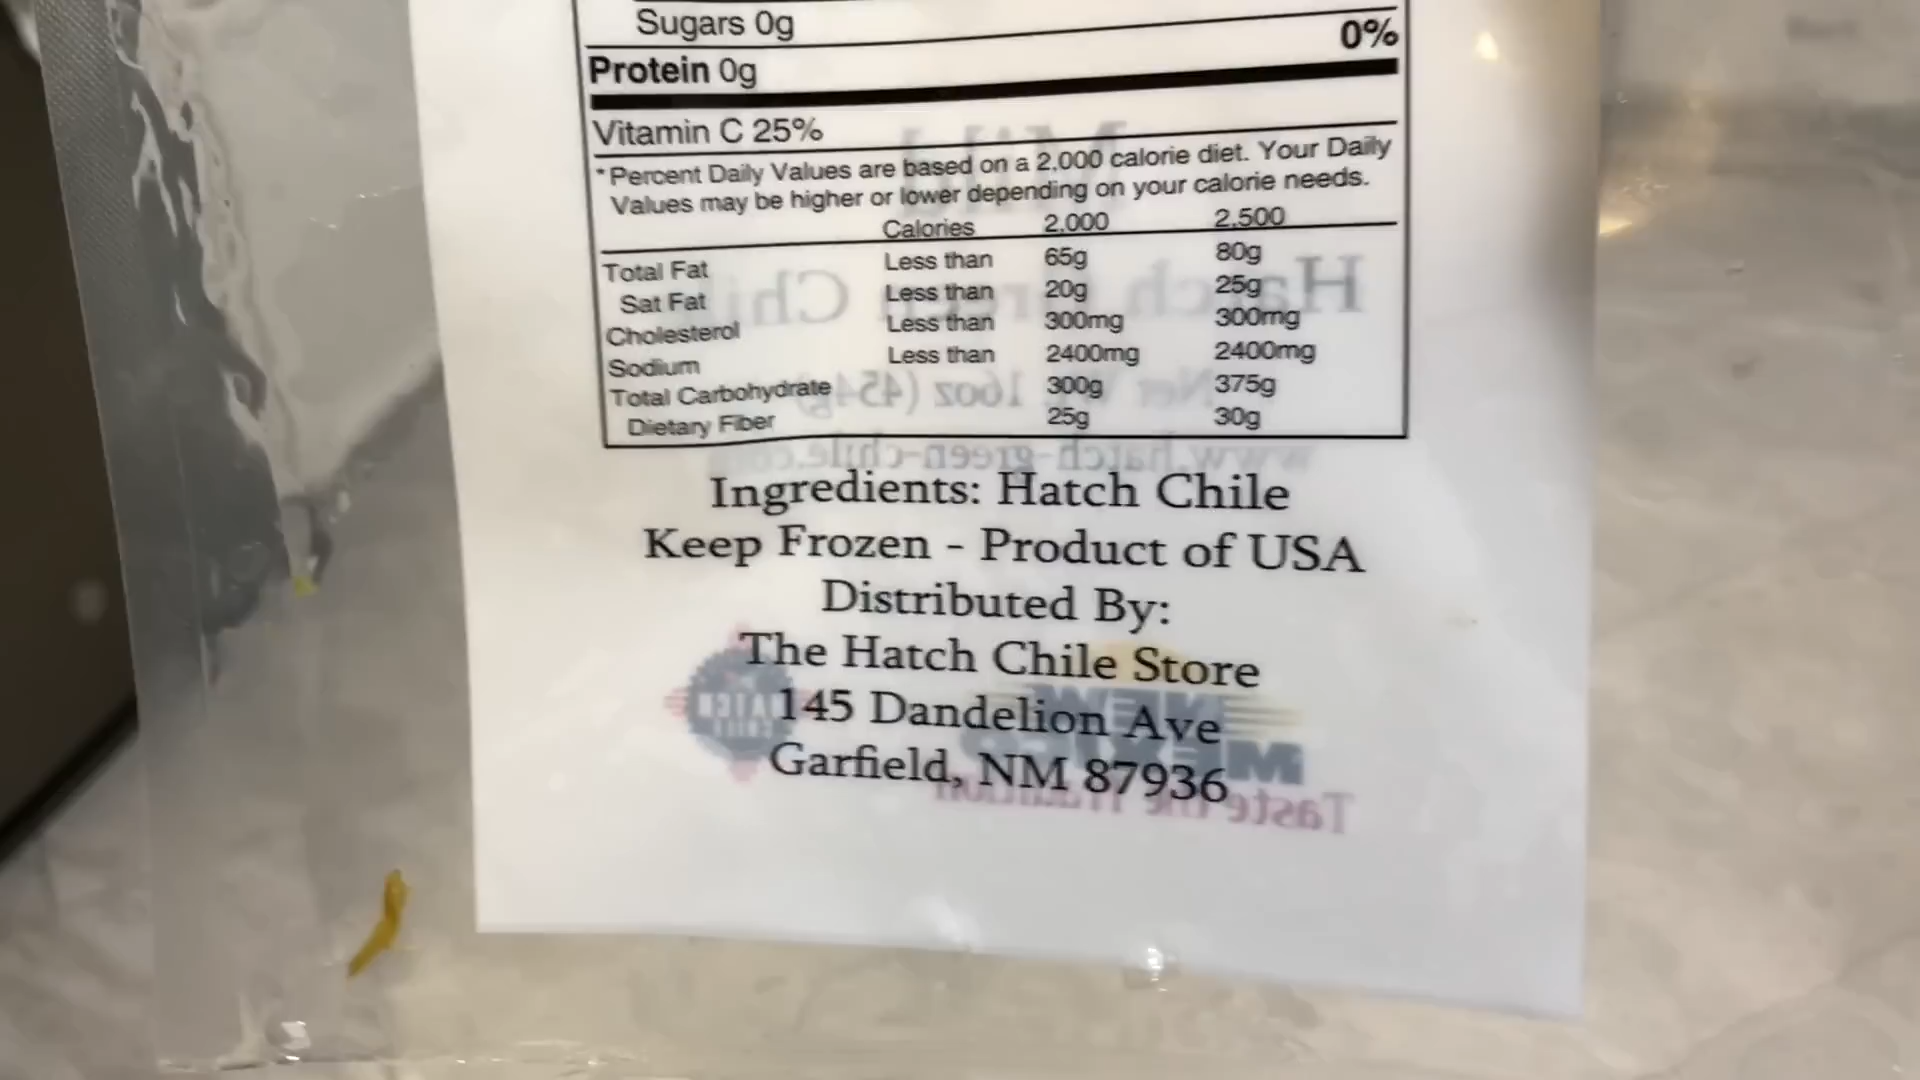 Sugars 0g
0%
Protein 0g
Vitamin C 25%
*Percent Daily Values are based on a 2,000 calorie diet. Your Daily
Values may be higher or lower depending on your calorie needs.
Calories 2,000 2,500
Total Fat Less than 65g 80g
Sat Fat Less than 20g 25g
Cholesterol Less than 300mg 300mg
Sodium Less than 2400mg 2400mg
Total Carbohydrate 300g 375g
Dietary Fiber 25g 30g
Ingredients: Hatch Chile
Keep Frozen - Product of USA
Distributed By:
The Hatch Chile Store
145 Dandelion Ave
Garfield, NM 87936